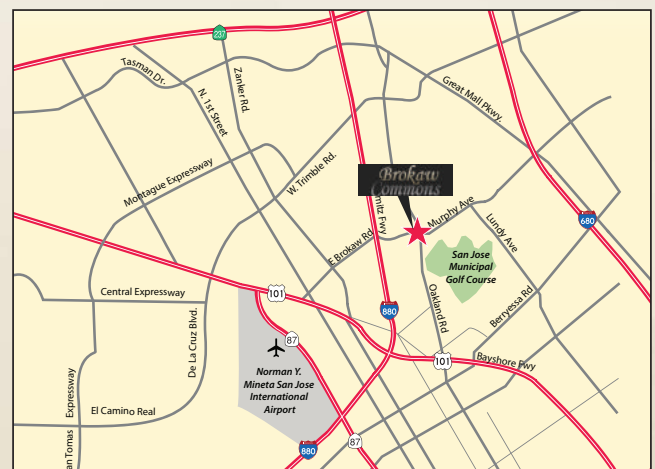 237
Tasman Dr.
Zanker Rd.
N. 1st Street
Great Mall Pkwy.
Montague Expressway
W. Trimble Rd.
Brokaw
Commons
Fwy
Murphy Ave
680
E Brokaw Rd
Lundy Ave
San Jose
Municipal
Golf Course
Central Expressway
101
880
Oakland Rd
Berryessa Rd
De La Cruz Blvd.
87
101
Bayshore Fwy
Norman Y.
Mineta San Jose
International
Airport
El Camino Real
Expressway
880
87